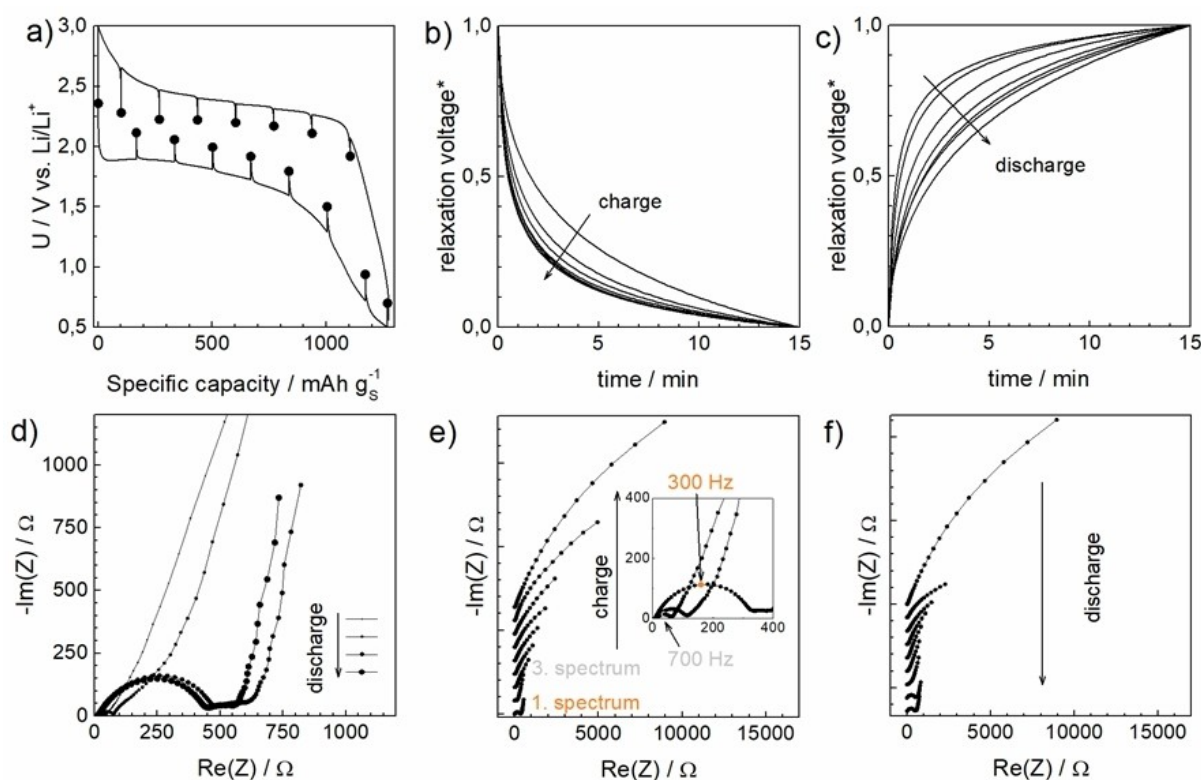 a)
3,0
2,5
2,0
1,5
1,0
0,5
U / V vs. Li/Li⁺
0
500
1000
Specific capacity / mAh g_S⁻¹
b)
1,0
0,5
0,0
relaxation voltage*
charge
0
5
10
15
time / min
c)
1,0
0,5
0,0
relaxation voltage*
discharge
0
5
10
15
time / min
d)
1000
750
500
250
0
-Im(Z) / Ω
discharge
0
250
500
750
1000
Re(Z) / Ω
e)
-Im(Z) / Ω
charge
300 Hz
400
200
0
0
200
400
700 Hz
3. spectrum
1. spectrum
0
5000
10000
15000
Re(Z) / Ω
f)
-Im(Z) / Ω
discharge
0
5000
10000
15000
Re(Z) / Ω